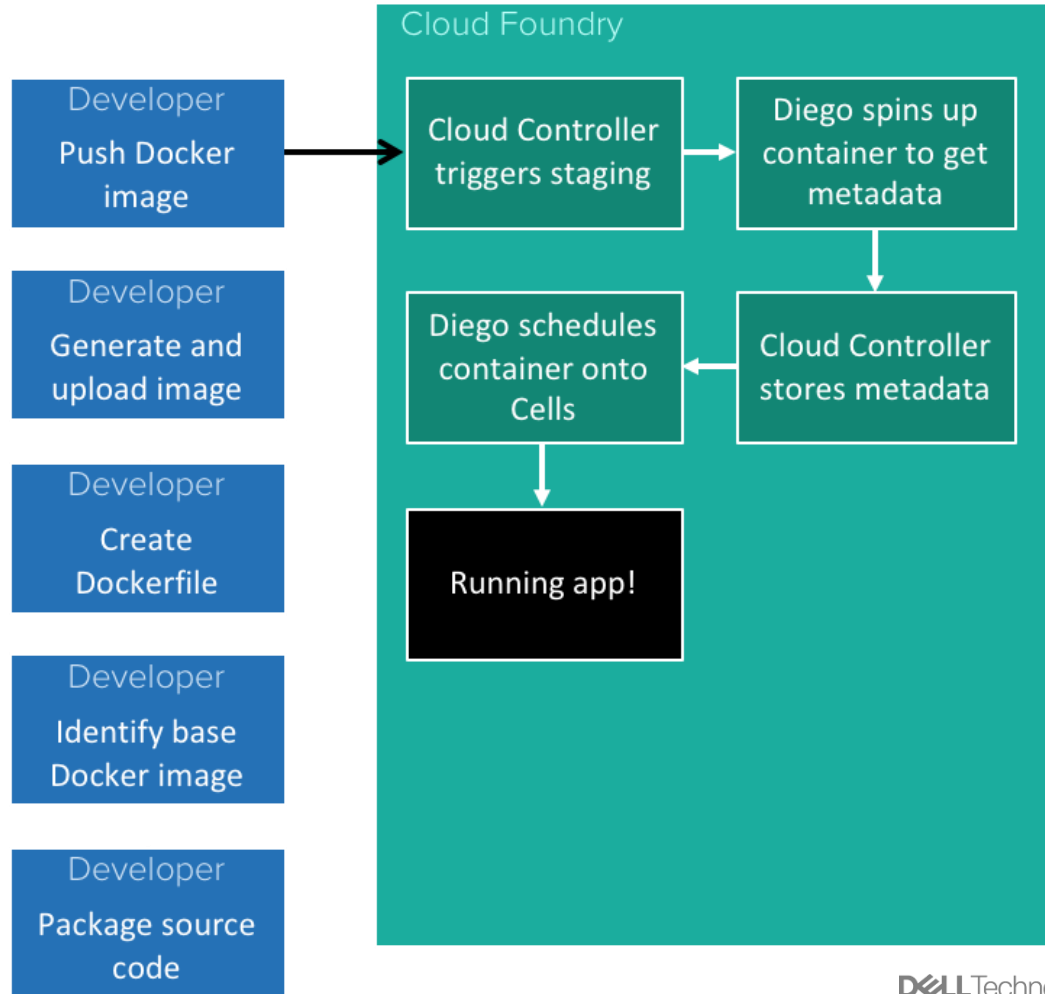 Cloud Foundry
Developer
Push Docker
image
Cloud Controller
triggers staging
Diego spins up
container to get
metadata
Developer
Generate and
upload image
Diego schedules
container onto
Cells
Cloud Controller
stores metadata
Developer
Create
Dockerfile
Running app!
Developer
Identify base
Docker image
Developer
Package source
code
DELLTechno